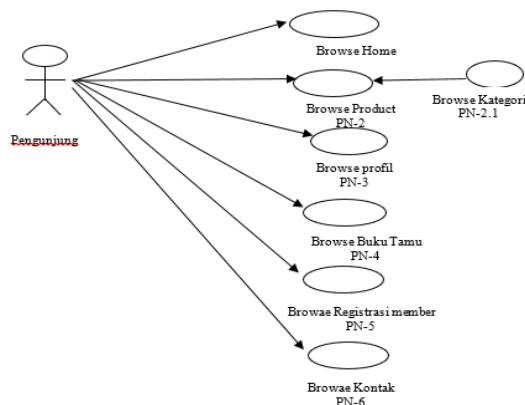 Browse Home
Browse Product
PN-2
Browse Kategori
PN-2.1
Pengunjung
Browse profil
PN-3
Browse Buku Tamu
PN-4
Browae Registrasi member
PN-5
Browae Kontak
PN-6